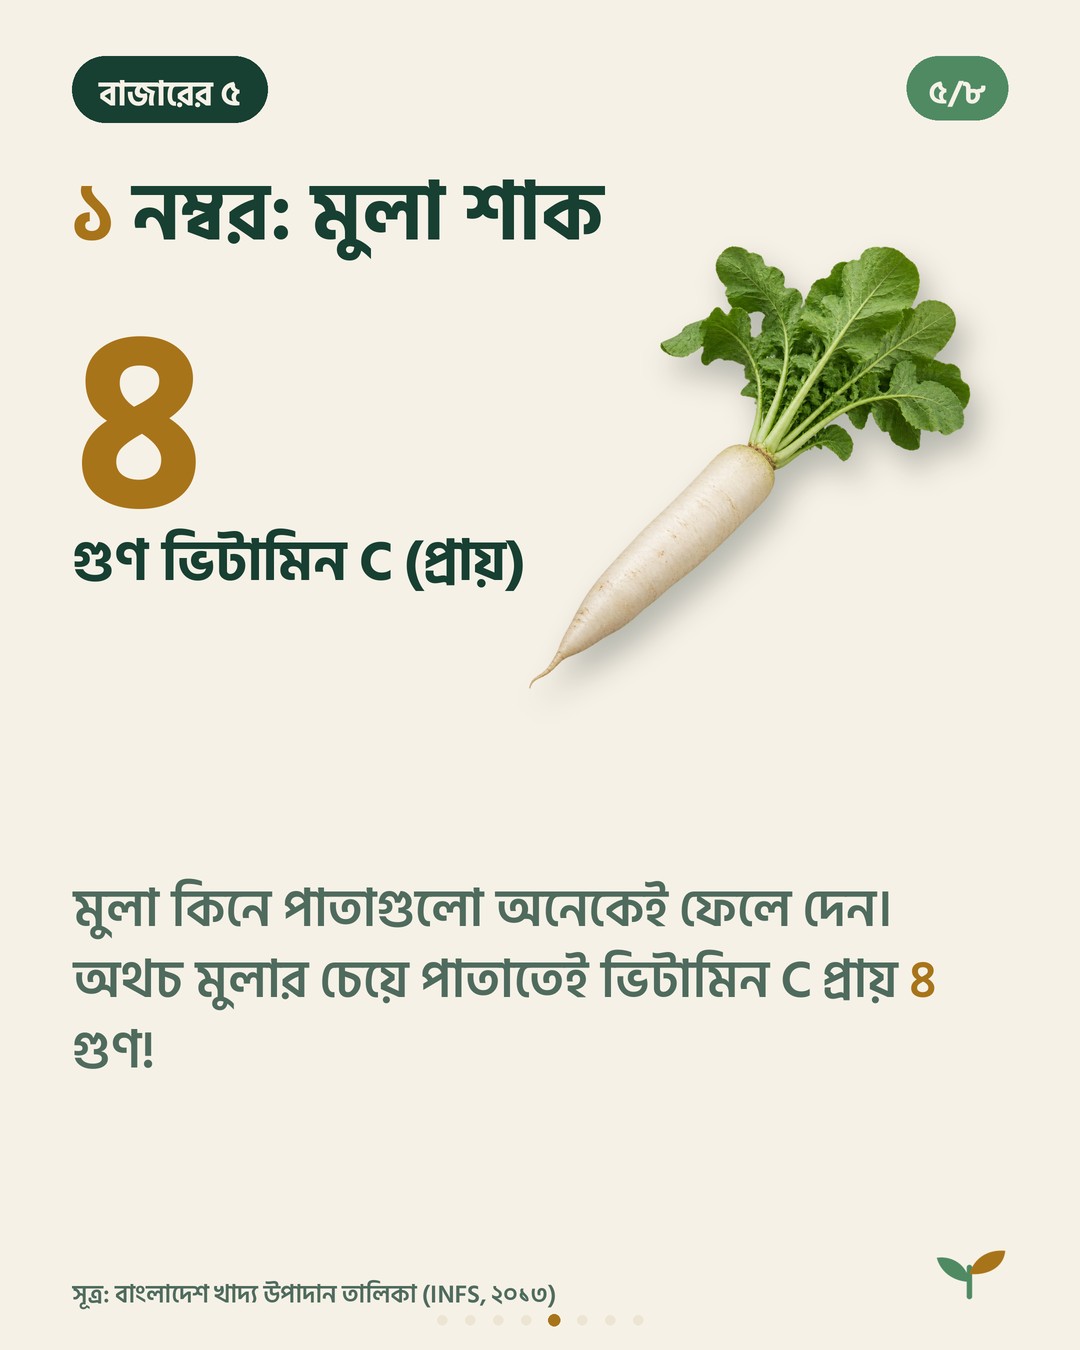 বাজারের ৫
৫/৮
১ নম্বর: মুলা শাক
৪
গুণ ভিটামিন C (প্রায়)
মুলা কিনে পাতাগুলো অনেকেই ফেলে দেন।
অথচ মুলার চেয়ে পাতাতেই ভিটামিন C প্রায় ৪
গুণ!
সূত্র: বাংলাদেশ খাদ্য উপাদান তালিকা (INFS, ২০১৩)